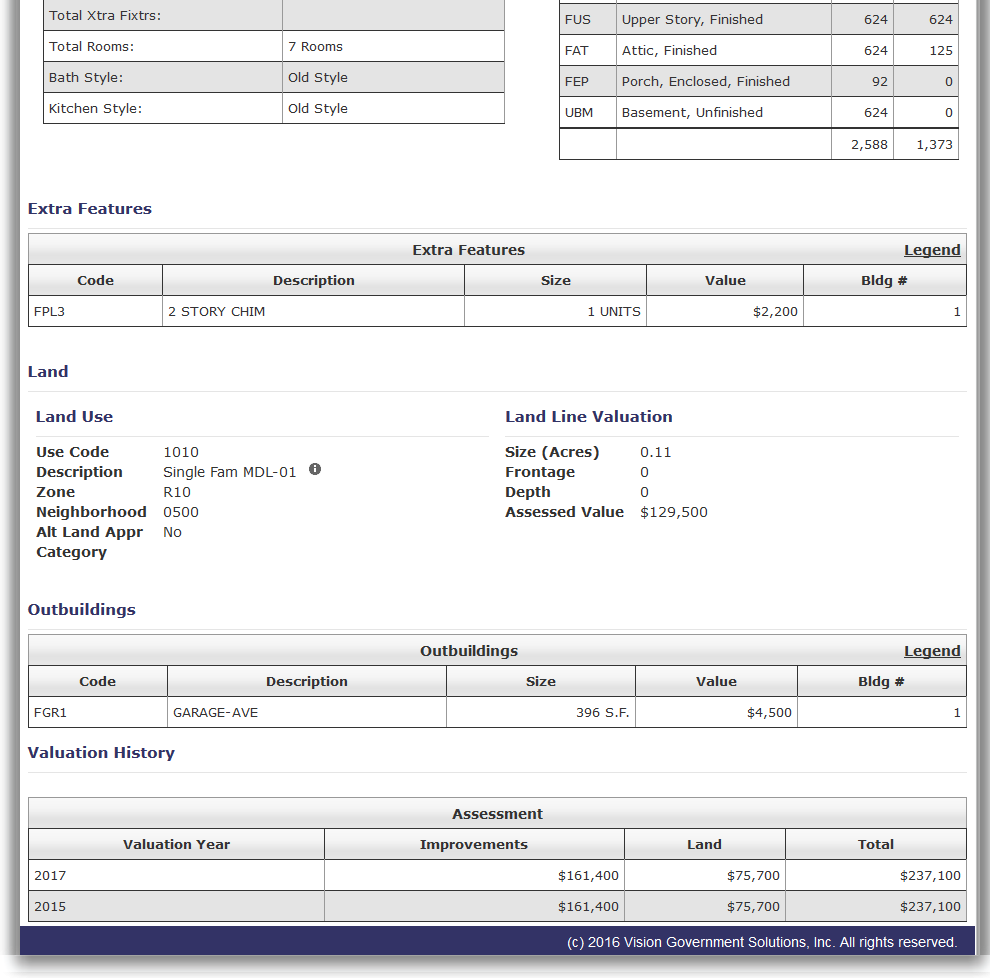 Total Xtra Fixtrs:
Total Rooms: 7 Rooms
Bath Style: Old Style
Kitchen Style: Old Style
FUS Upper Story, Finished 624 624
FAT Attic, Finished 624 125
FEP Porch, Enclosed, Finished 92 0
UBM Basement, Unfinished 624 0
2,588 1,373
Extra Features
Extra Features Legend
Code Description Size Value Bldg #
FPL3 2 STORY CHIM 1 UNITS $2,200 1
Land
Land Use
Use Code 1010
Description Single Fam MDL-01
Zone R10
Neighborhood 0500
Alt Land Appr No
Category
Land Line Valuation
Size (Acres) 0.11
Frontage 0
Depth 0
Assessed Value $129,500
Outbuildings
Outbuildings Legend
Code Description Size Value Bldg #
FGR1 GARAGE-AVE 396 S.F. $4,500 1
Valuation History
Assessment
Valuation Year Improvements Land Total
2017 $161,400 $75,700 $237,100
2015 $161,400 $75,700 $237,100
(c) 2016 Vision Government Solutions, Inc. All rights reserved.